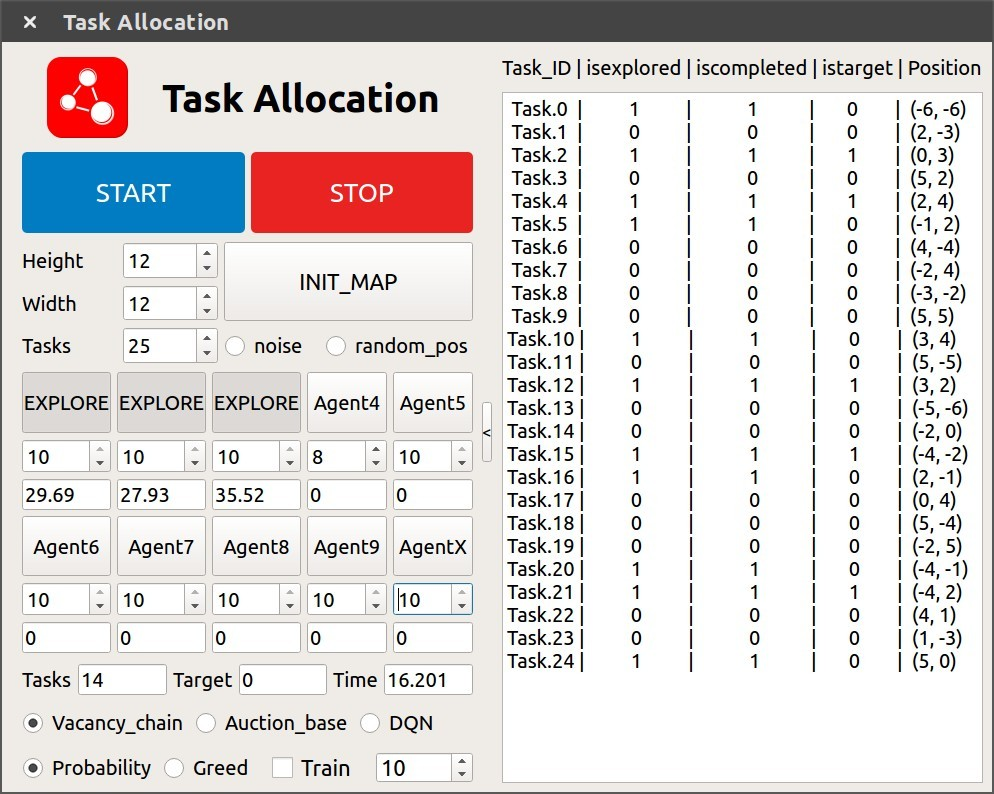 × Task Allocation
Task Allocation
START STOP
Height 12 INIT_MAP
Width 12
Tasks 25 noise random_pos
EXPLORE EXPLORE EXPLORE Agent4 Agent5
10 10 10 8 10
29.69 27.93 35.52 0 0
Agent6 Agent7 Agent8 Agent9 AgentX
10 10 10 10 10
0 0 0 0 0
Tasks 14 Target 0 Time 16.201
Vacancy_chain Auction_base DQN
Probability Greed Train 10
<
Task_ID | isexplored | iscompleted | istarget | Position
Task.0 | 1 | 1 | 0 | (-6, -6)
Task.1 | 0 | 0 | 0 | (2, -3)
Task.2 | 1 | 1 | 1 | (0, 3)
Task.3 | 0 | 0 | 0 | (5, 2)
Task.4 | 1 | 1 | 1 | (2, 4)
Task.5 | 1 | 1 | 0 | (-1, 2)
Task.6 | 0 | 0 | 0 | (4, -4)
Task.7 | 0 | 0 | 0 | (-2, 4)
Task.8 | 0 | 0 | 0 | (-3, -2)
Task.9 | 0 | 0 | 0 | (5, 5)
Task.10 | 1 | 1 | 0 | (3, 4)
Task.11 | 0 | 0 | 0 | (5, -5)
Task.12 | 1 | 1 | 1 | (3, 2)
Task.13 | 0 | 0 | 0 | (-5, -6)
Task.14 | 0 | 0 | 0 | (-2, 0)
Task.15 | 1 | 1 | 1 | (-4, -2)
Task.16 | 1 | 1 | 0 | (2, -1)
Task.17 | 0 | 0 | 0 | (0, 4)
Task.18 | 0 | 0 | 0 | (5, -4)
Task.19 | 0 | 0 | 0 | (-2, 5)
Task.20 | 1 | 1 | 0 | (-4, -1)
Task.21 | 1 | 1 | 1 | (-4, 2)
Task.22 | 0 | 0 | 0 | (4, 1)
Task.23 | 0 | 0 | 0 | (1, -3)
Task.24 | 1 | 1 | 0 | (5, 0)